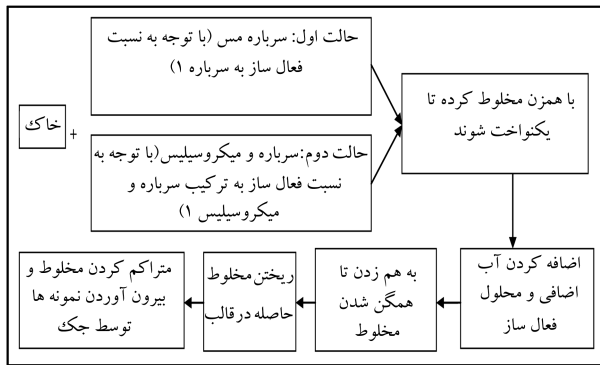 حالت اول: سرباره مس (با توجه به نسبت
فعال ساز به سرباره ۱)
خاک
+
حالت دوم:سرباره و میکروسیلیس(با توجه به
نسبت فعال ساز به ترکیب سرباره و
میکروسیلیس ۱)
با همزن مخلوط کرده تا
یکنواخت شوند
اضافه کردن آب
اضافی و محلول
فعال ساز
به هم زدن تا
همگن شدن
مخلوط
ریختن مخلوط
حاصله در قالب
متراکم کردن مخلوط و
بیرون آوردن نمونه ها
توسط جک